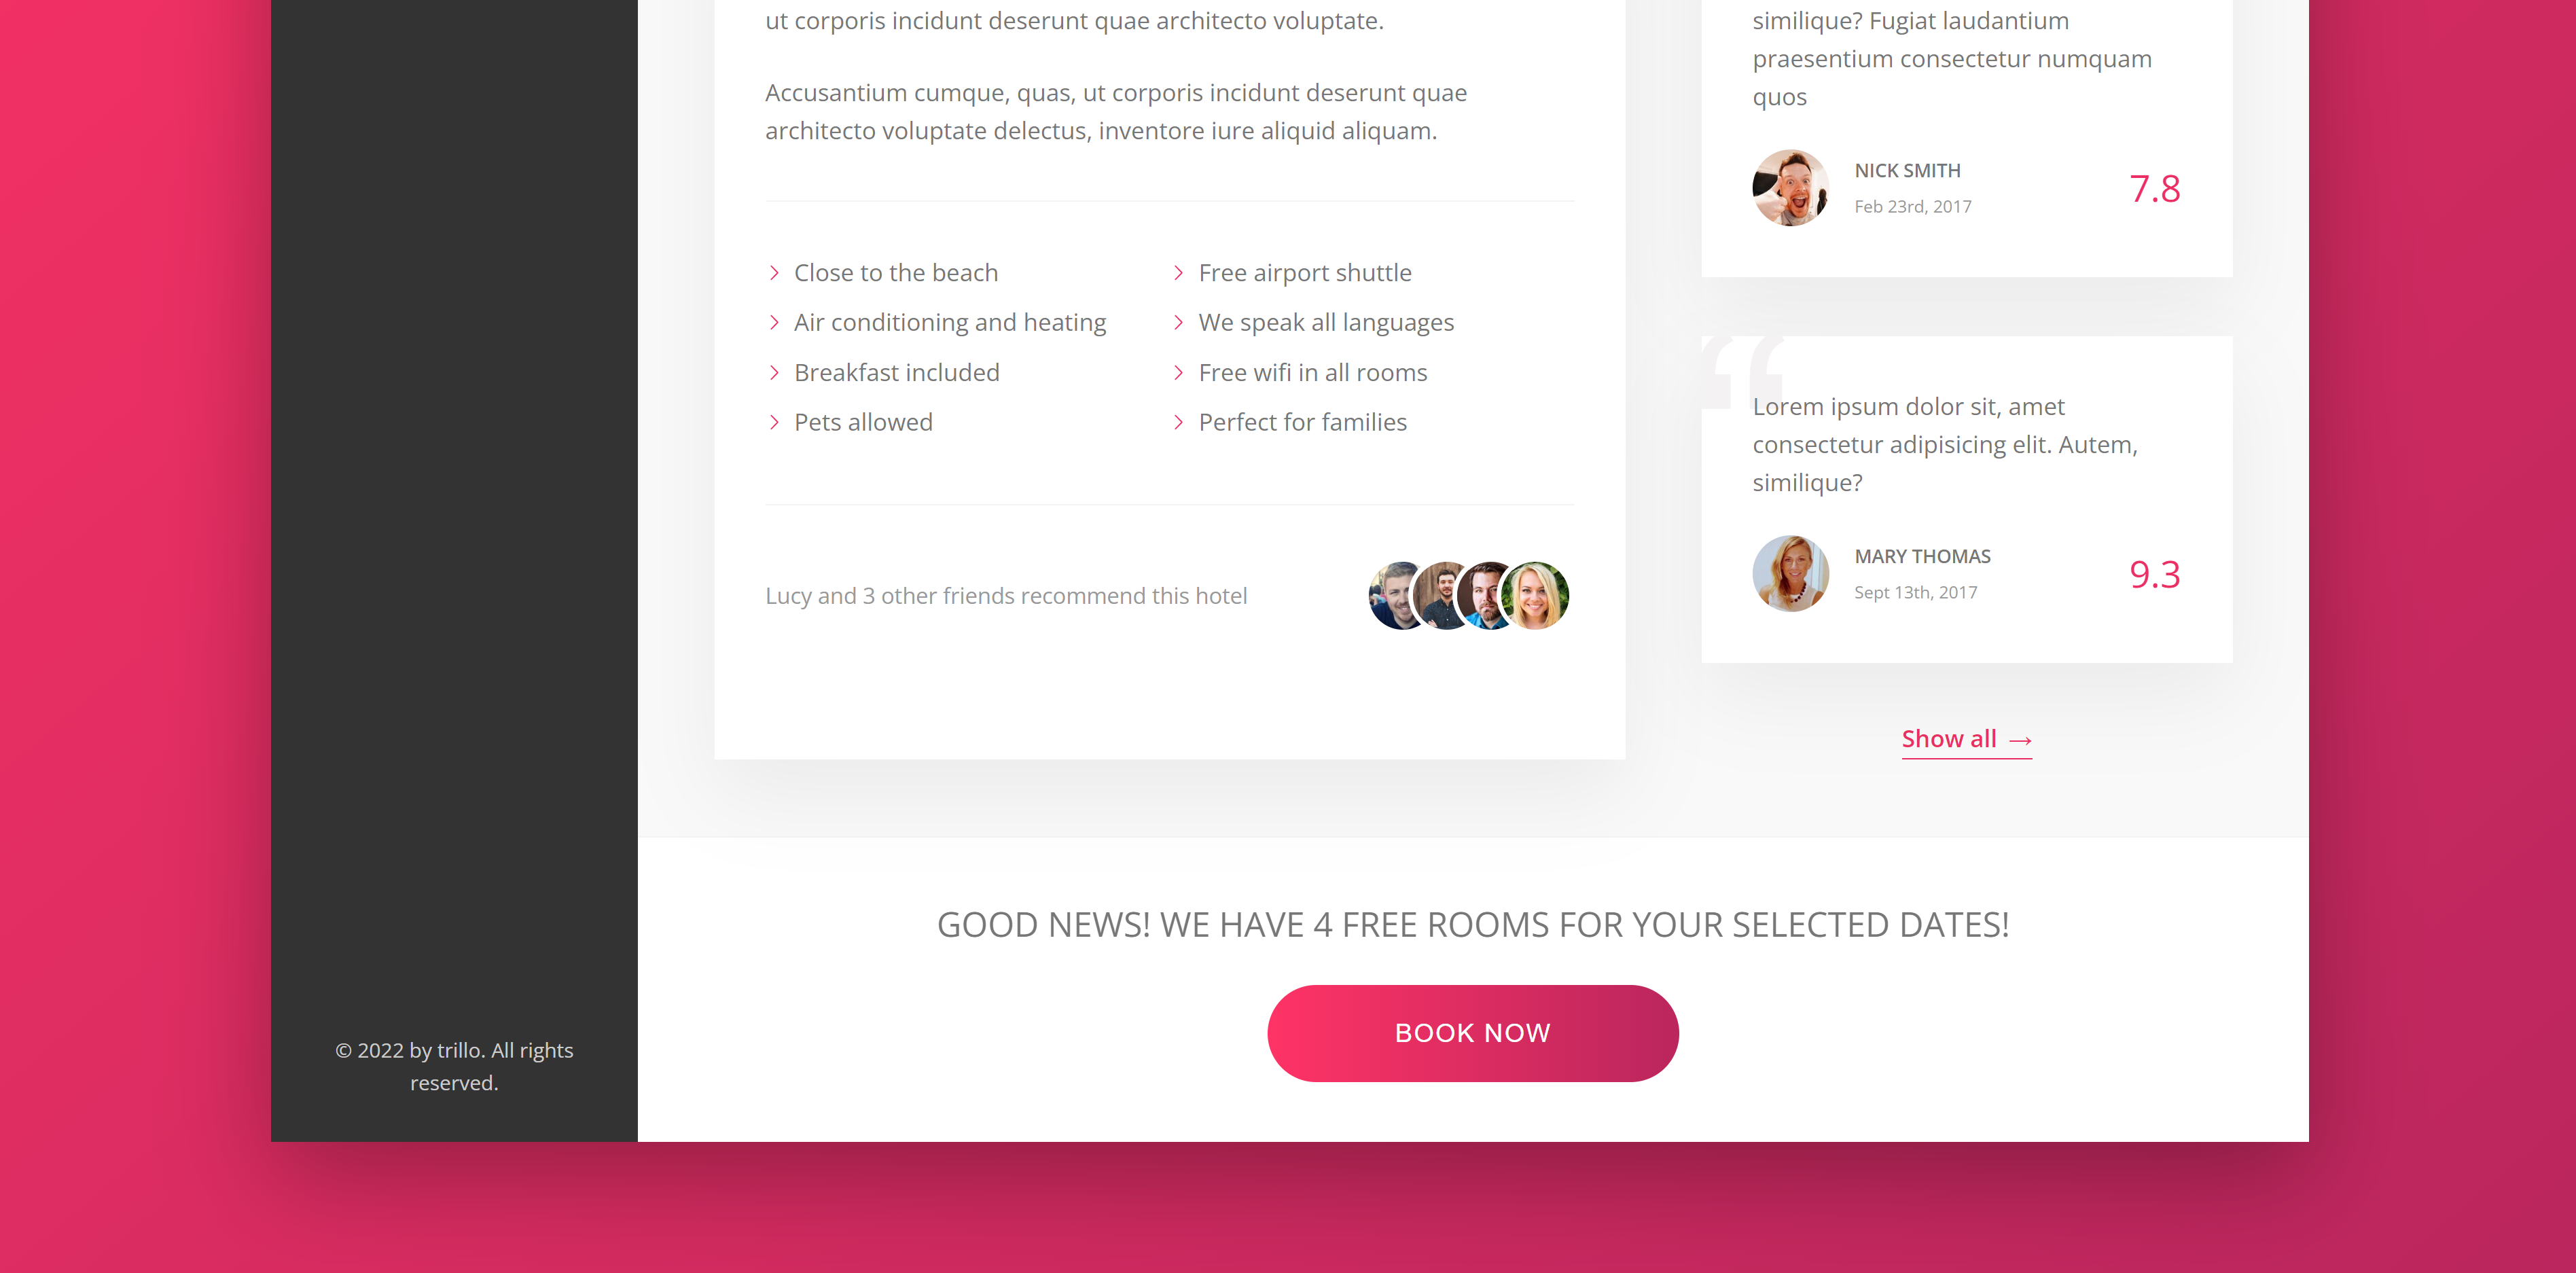 ut corporis incidunt deserunt quae architecto voluptate.
Accusantium cumque, quas, ut corporis incidunt deserunt quae
architecto voluptate delectus, inventore iure aliquid aliquam.
Close to the beach
Free airport shuttle
Air conditioning and heating
We speak all languages
Breakfast included
Free wifi in all rooms
Pets allowed
Perfect for families
Lucy and 3 other friends recommend this hotel
similique? Fugiat laudantium
praesentium consectetur numquam
quos
NICK SMITH
Feb 23rd, 2017
7.8
“
Lorem ipsum dolor sit, amet
consectetur adipisicing elit. Autem,
similique?
MARY THOMAS
Sept 13th, 2017
9.3
Show all →
GOOD NEWS! WE HAVE 4 FREE ROOMS FOR YOUR SELECTED DATES!
BOOK NOW
© 2022 by trillo. All rights
reserved.